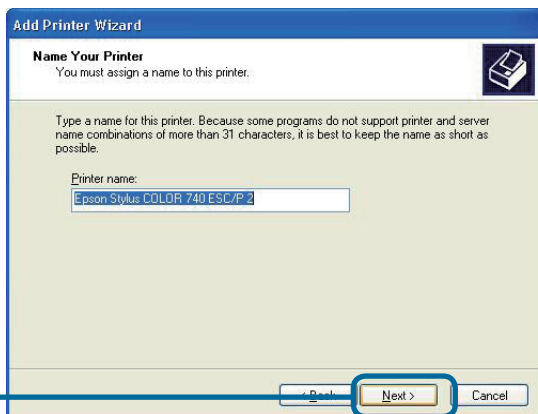 Add Printer Wizard
Name Your Printer
You must assign a name to this printer.
Type a name for this printer. Because some programs do not support printer and server
name combinations of more than 31 characters, it is best to keep the name as short as
possible.
Printer name:
Epson Stylus COLOR 740 ESC/P 2
< Back Next > Cancel